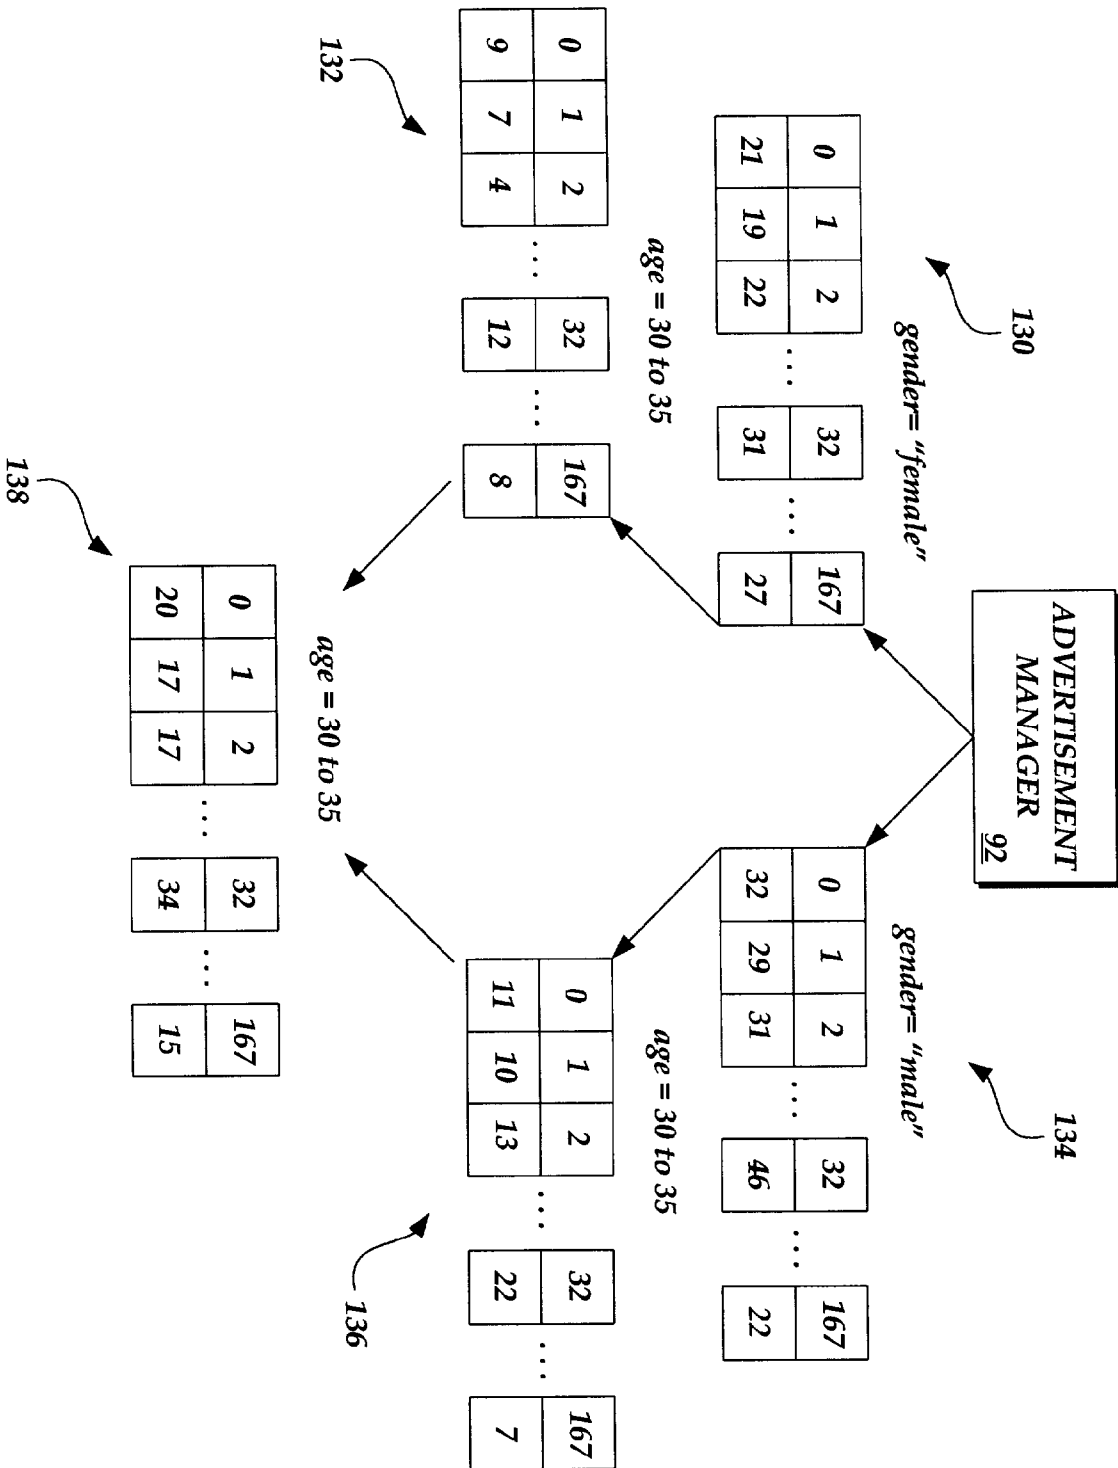 ADVERTISEMENT
MANAGER
92
130
gender= "female"
0 1 2 ... 32 ... 167
21 19 22 ... 31 ... 27
134
gender= "male"
0 1 2 ... 32 ... 167
32 29 31 ... 46 ... 22
age = 30 to 35
0 1 2 ... 32 ... 167
9 7 4 ... 12 ... 8
132
age = 30 to 35
0 1 2 ... 32 ... 167
11 10 13 ... 22 ... 7
136
age = 30 to 35
0 1 2 ... 32 ... 167
20 17 17 ... 34 ... 15
138